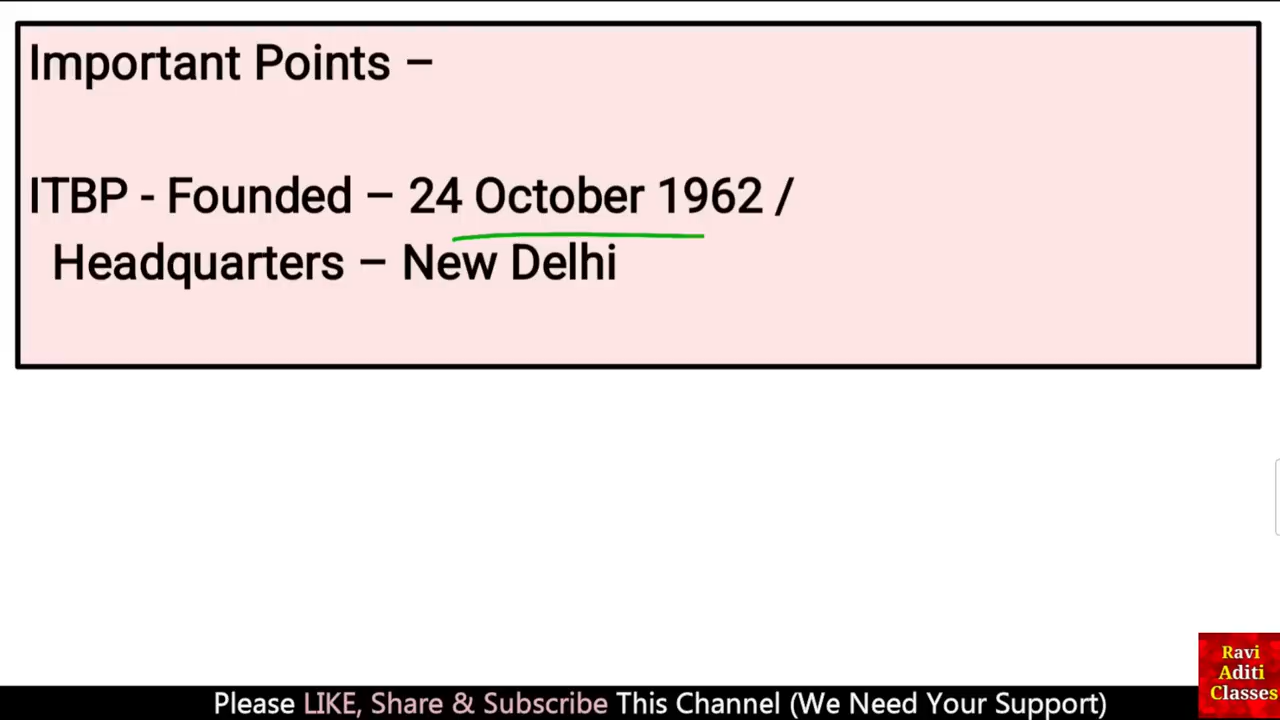 Important Points –
ITBP - Founded – 24 October 1962 /
Headquarters – New Delhi
Ravi
Aditi
Classes
Please LIKE, Share & Subscribe This Channel (We Need Your Support)